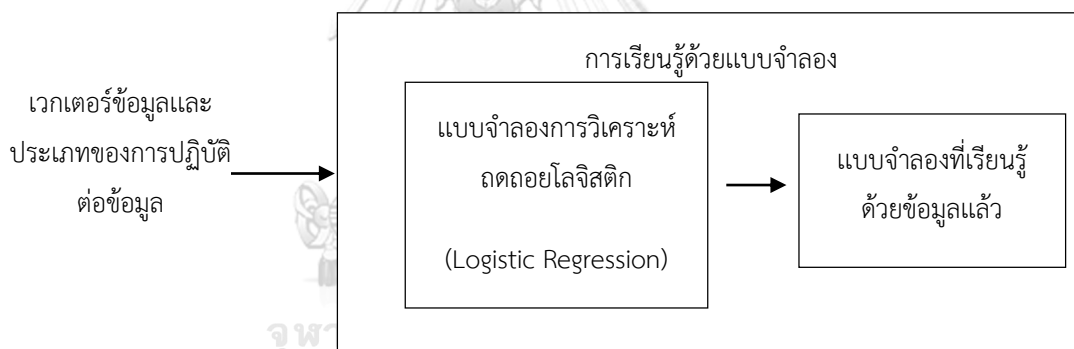 การเรียนรู้ด้วยแบบจำลอง
เวกเตอร์ข้อมูลและ
ประเภทของการปฏิบัติ
ต่อข้อมูล
แบบจำลองการวิเคราะห์
ถดถอยโลจิสติก
(Logistic Regression)
แบบจำลองที่เรียนรู้
ด้วยข้อมูลแล้ว